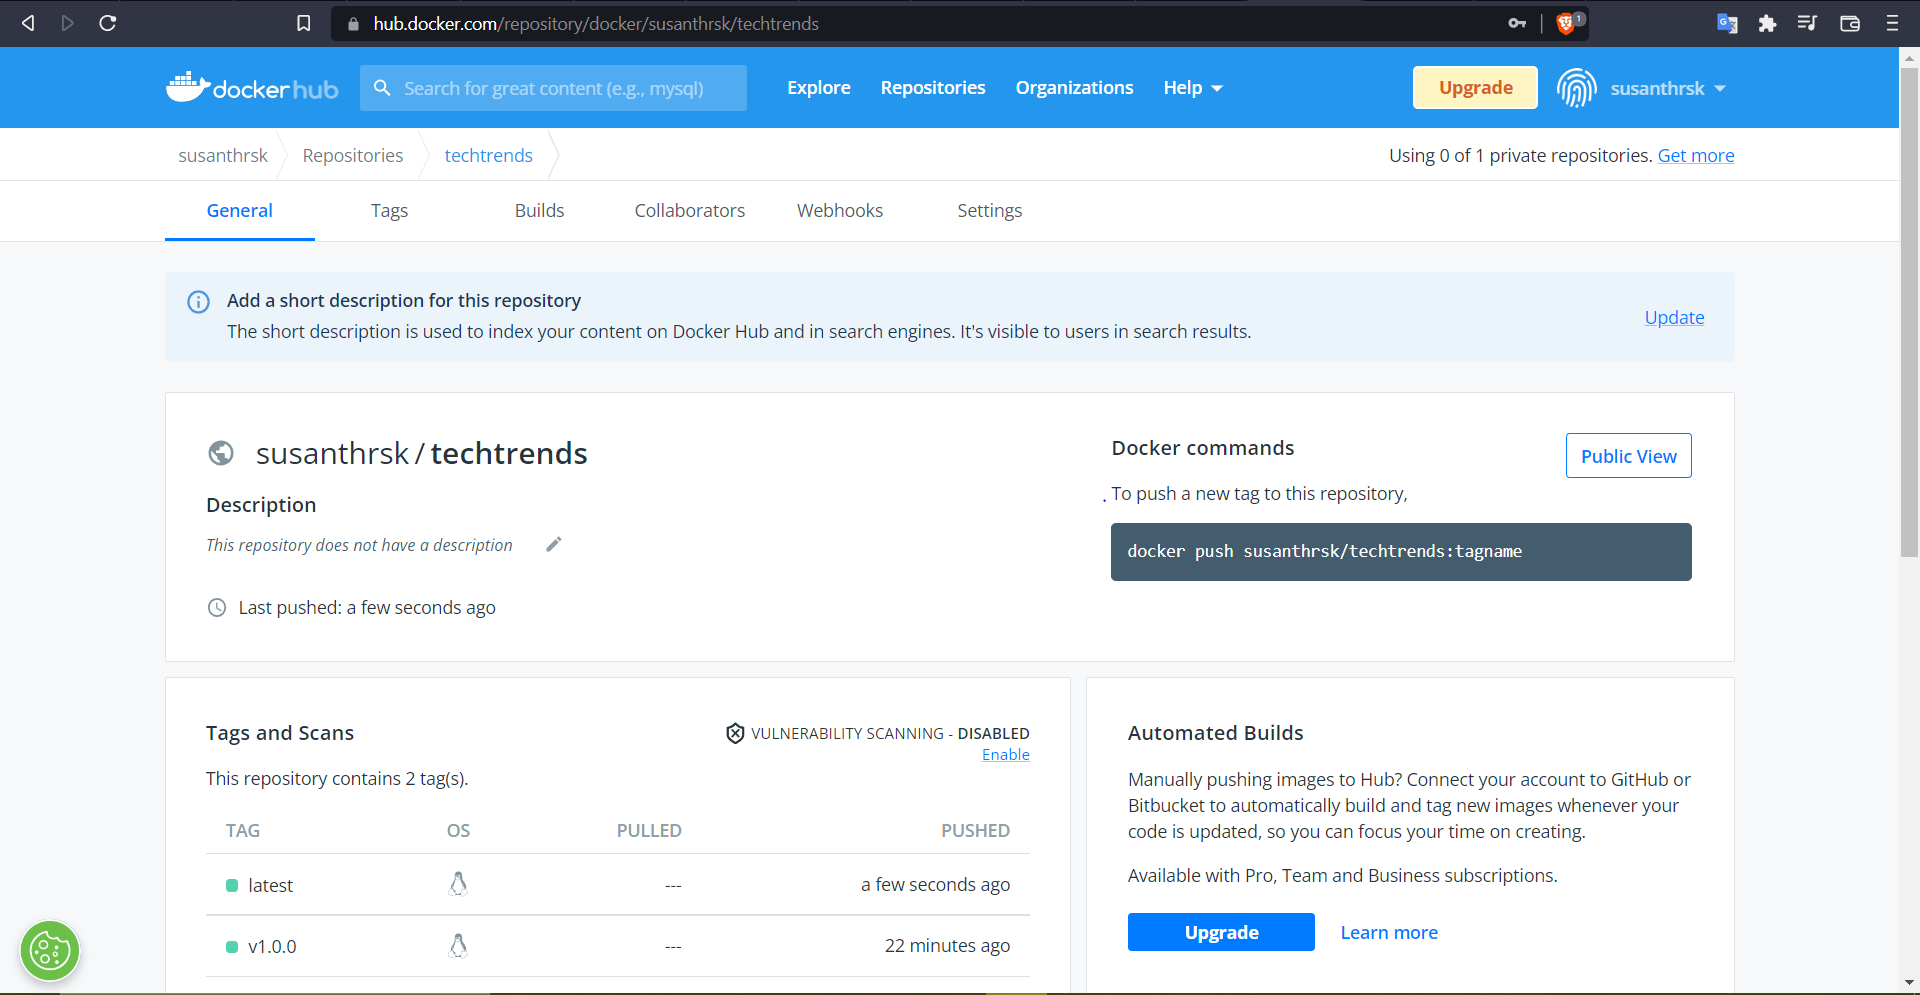 hub.docker.com/repository/docker/susanthrsk/techtrends
1
docker hub
Search for great content (e.g., mysql)
Explore
Repositories
Organizations
Help
Upgrade
susanthrsk
susanthrsk
Repositories
techtrends
Using 0 of 1 private repositories. Get more
General
Tags
Builds
Collaborators
Webhooks
Settings
Add a short description for this repository
The short description is used to index your content on Docker Hub and in search engines. It's visible to users in search results.
Update
susanthrsk / techtrends
Description
This repository does not have a description
Last pushed: a few seconds ago
Docker commands
Public View
To push a new tag to this repository,
docker push susanthrsk/techtrends:tagname
Tags and Scans
VULNERABILITY SCANNING - DISABLED
Enable
This repository contains 2 tag(s).
TAG OS PULLED PUSHED
latest --- a few seconds ago
v1.0.0 --- 22 minutes ago
Automated Builds
Manually pushing images to Hub? Connect your account to GitHub or
Bitbucket to automatically build and tag new images whenever your
code is updated, so you can focus your time on creating.
Available with Pro, Team and Business subscriptions.
Upgrade
Learn more